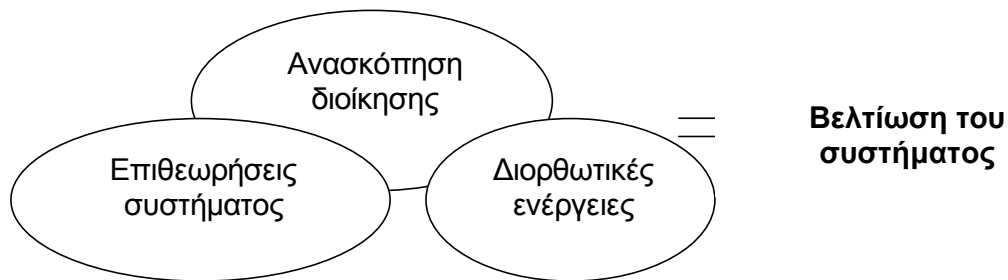 Ανασκόπηση
διοίκησης
Επιθεωρήσεις
συστήματος
Διορθωτικές
ενέργειες
=
Βελτίωση του
συστήματος